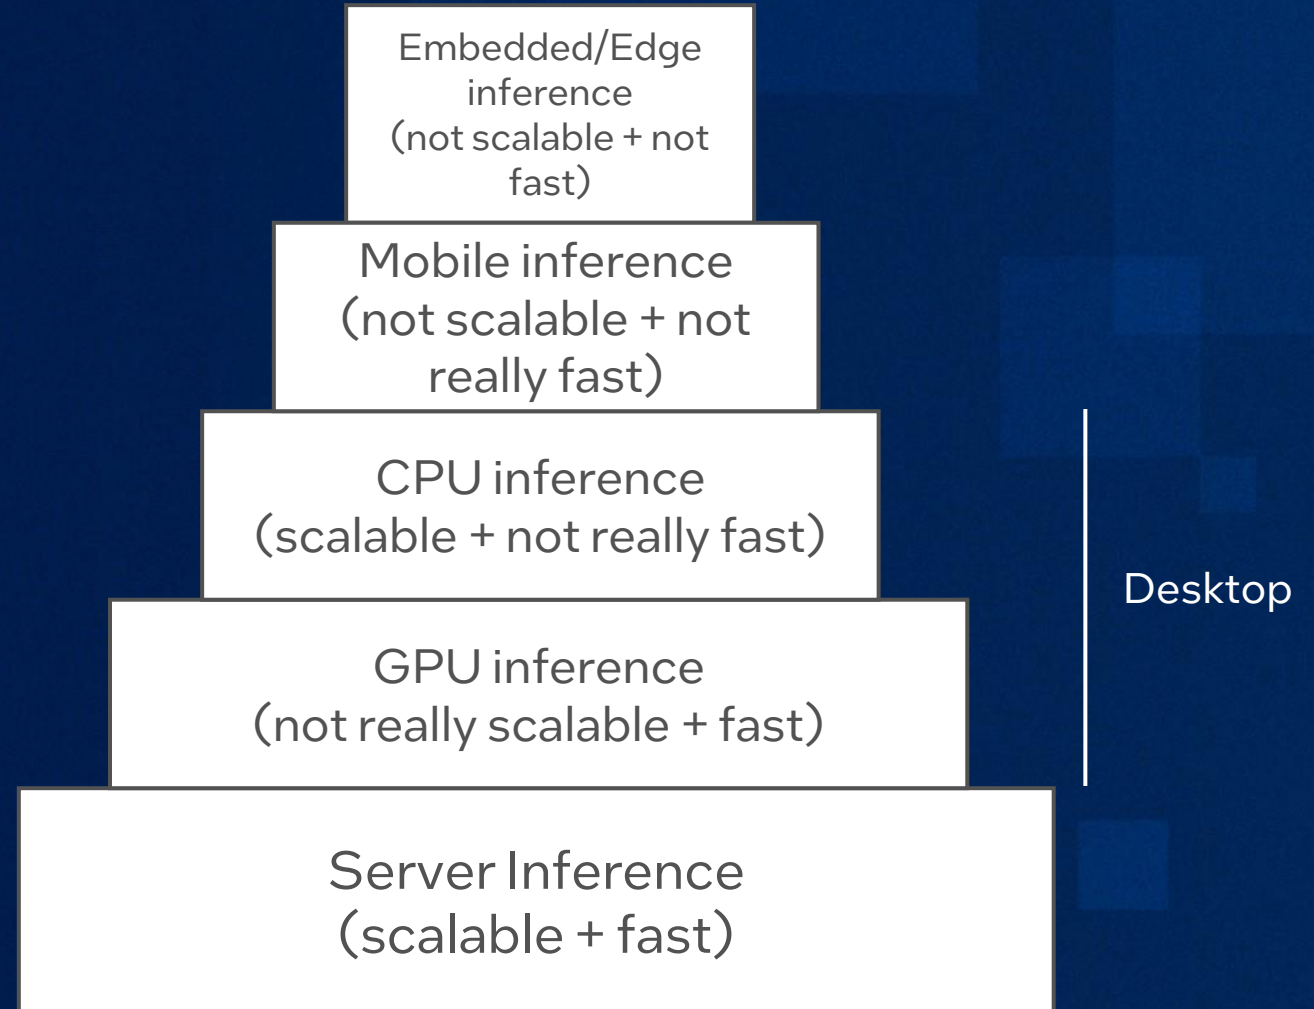 Embedded/Edge
inference
(not scalable + not
fast)
Mobile inference
(not scalable + not
really fast)
CPU inference
(scalable + not really fast)
Desktop
GPU inference
(not really scalable + fast)
Server Inference
(scalable + fast)